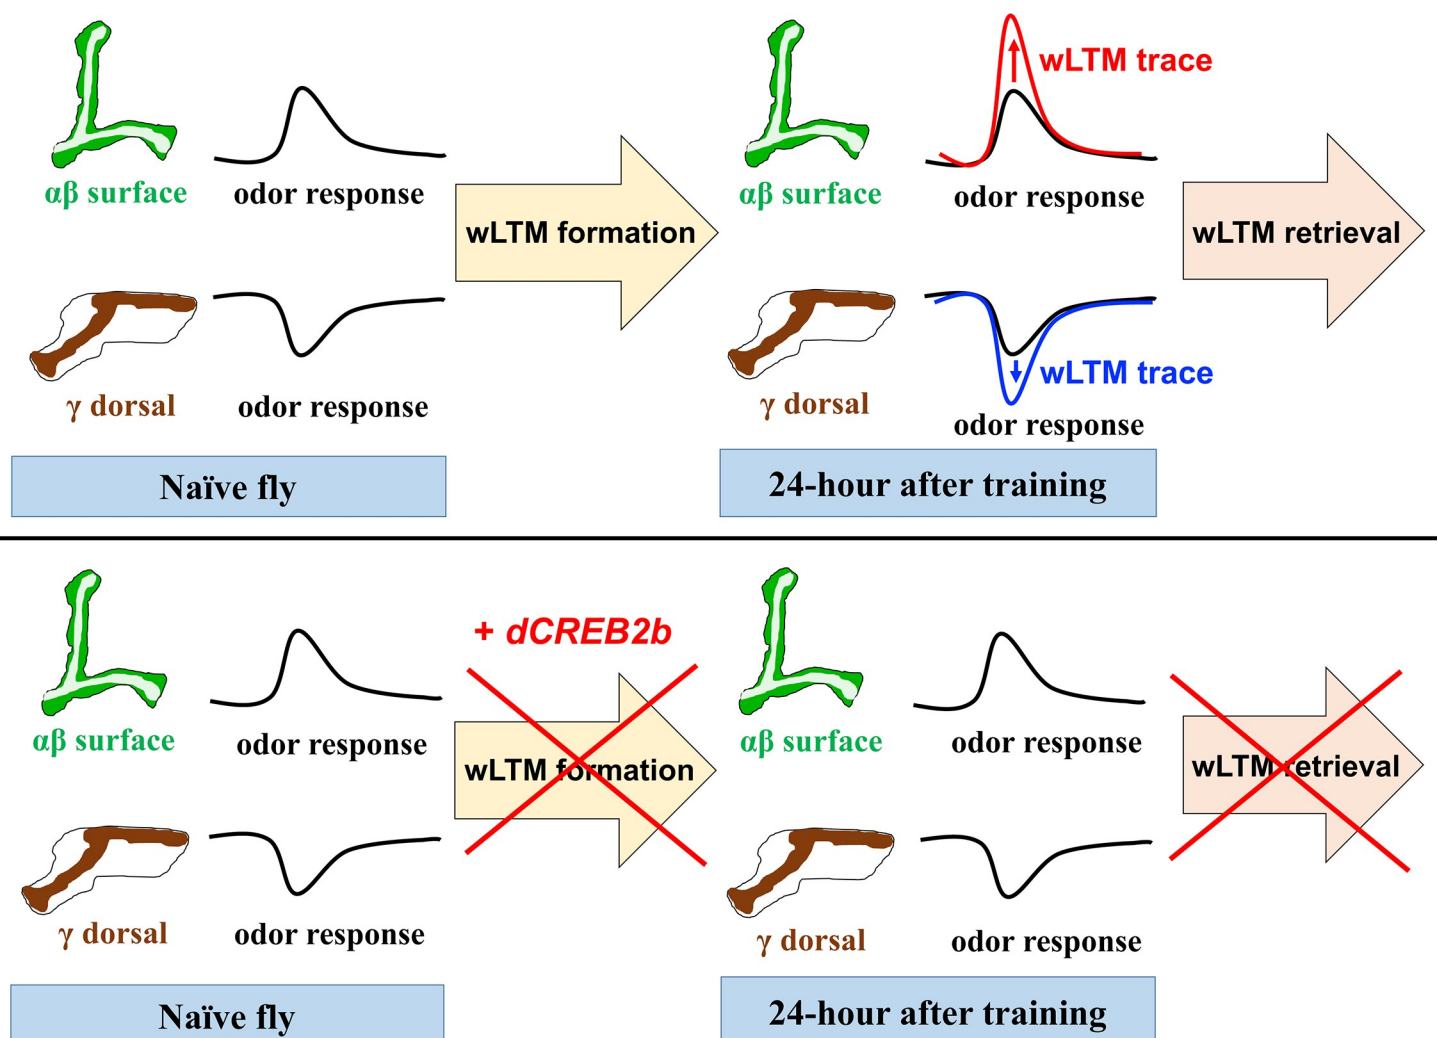 wLTM trace
αβ surface
odor response
wLTM formation
αβ surface
odor response
wLTM retrieval
γ dorsal
odor response
wLTM trace
γ dorsal
odor response
Naïve fly
24-hour after training
+ dCREB2b
αβ surface
odor response
wLTM formation
αβ surface
odor response
wLTM retrieval
γ dorsal
odor response
γ dorsal
odor response
Naïve fly
24-hour after training